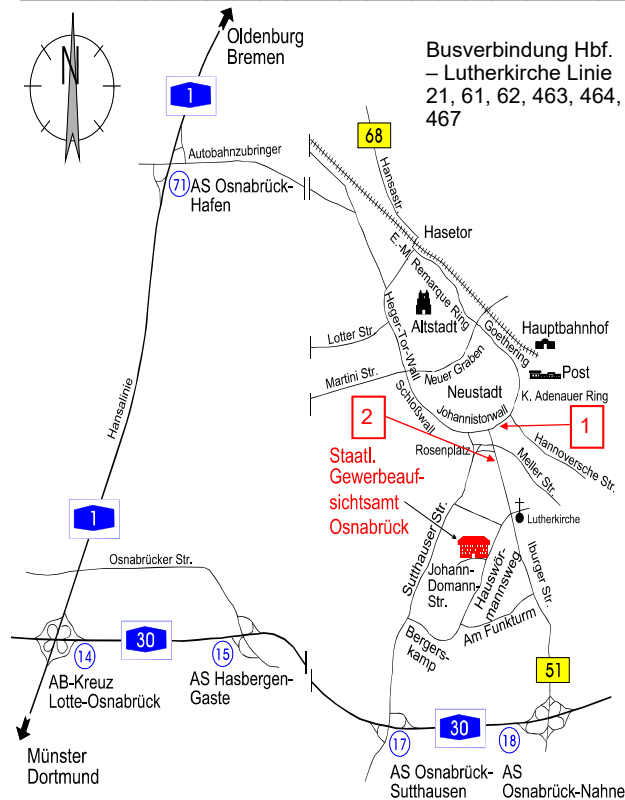 Oldenburg
Bremen
N
Busverbindung Hbf.
– Lutherkirche Linie
21, 61, 62, 463, 464,
467
1
68
Autobahnzubringer
71
AS Osnabrück-
Hafen
Hansastr.
Hasetor
E.-M. Remarque Ring
Altstadt
Heger-Tor-Wall
Goethering
Hauptbahnhof
Lotter Str.
Neuer Graben
Post
Martini Str.
Neustadt
K. Adenauer Ring
Schloßwall
Johannistorwall
2
1
Hansalinie
Rosenplatz
Hannoversche Str.
Meller Str.
Staatl.
Gewerbeauf-
sichtsamt
Osnabrück
1
Lutherkirche
Sutthauser Str.
Osnabrücker Str.
Johann-
Domann-
Str.
Hauswör-
mannsweg
Iburger Str.
Am Funkturm
Bergers-
kamp
30
14
15
AB-Kreuz
Lotte-Osnabrück
AS Hasbergen-
Gaste
51
30
17
18
Münster
Dortmund
AS Osnabrück-
Sutthausen
AS
Osnabrück-Nahne